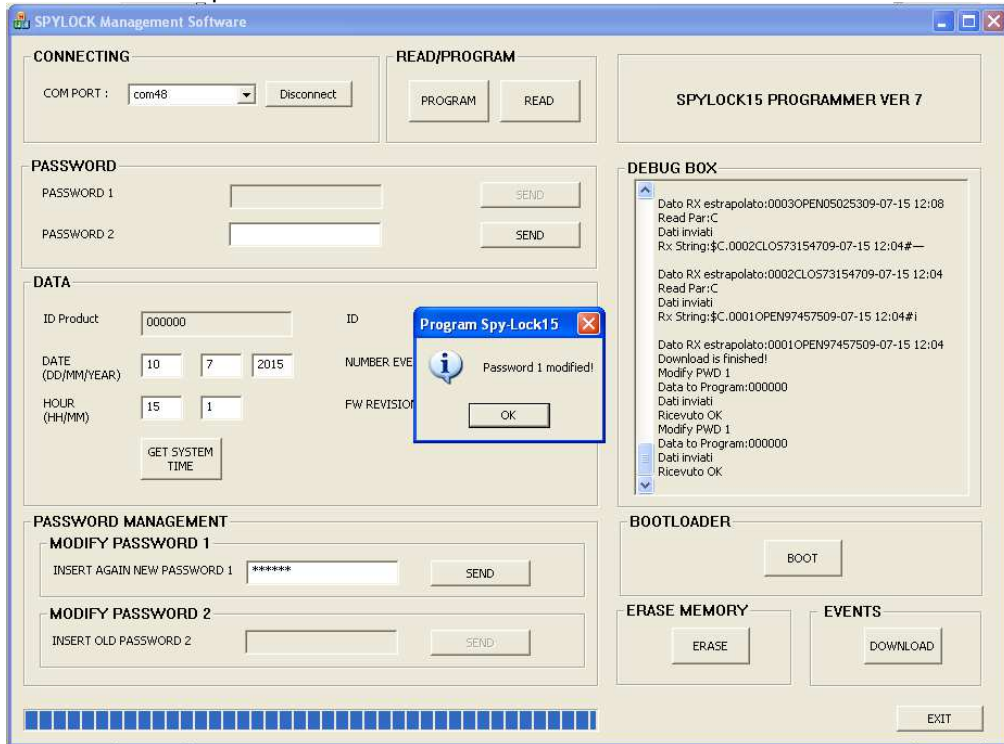 SPYLOCK Management Software
CONNECTING
COM PORT :
com48
Disconnect
READ/PROGRAM
PROGRAM
READ
SPYLOCK15 PROGRAMMER VER 7
PASSWORD
PASSWORD 1
SEND
PASSWORD 2
SEND
DATA
ID Product
000000
ID
DATE
(DD/MM/YEAR)
10
7
2015
NUMBER EVE
HOUR
(HH/MM)
15
1
FW REVISION
GET SYSTEM
TIME
Program Spy-Lock15
Password 1 modified!
OK
DEBUG BOX
Dato RX estrapolato:0003OPEN05025309-07-15 12:08
Read Par:C
Dati inviati
Rx String:$C.0002CLOS73154709-07-15 12:04#—
Dato RX estrapolato:0002CLOS73154709-07-15 12:04
Read Par:C
Dati inviati
Rx String:$C.0001OPEN97457509-07-15 12:04#i
Dato RX estrapolato:0001OPEN97457509-07-15 12:04
Download is finished!
Modify PWD 1
Data to Program:000000
Dati inviati
Ricevuto OK
Modify PWD 1
Data to Program:000000
Dati inviati
Ricevuto OK
PASSWORD MANAGEMENT
MODIFY PASSWORD 1
INSERT AGAIN NEW PASSWORD 1
******
SEND
MODIFY PASSWORD 2
INSERT OLD PASSWORD 2
SEND
BOOTLOADER
BOOT
ERASE MEMORY
ERASE
EVENTS
DOWNLOAD
EXIT